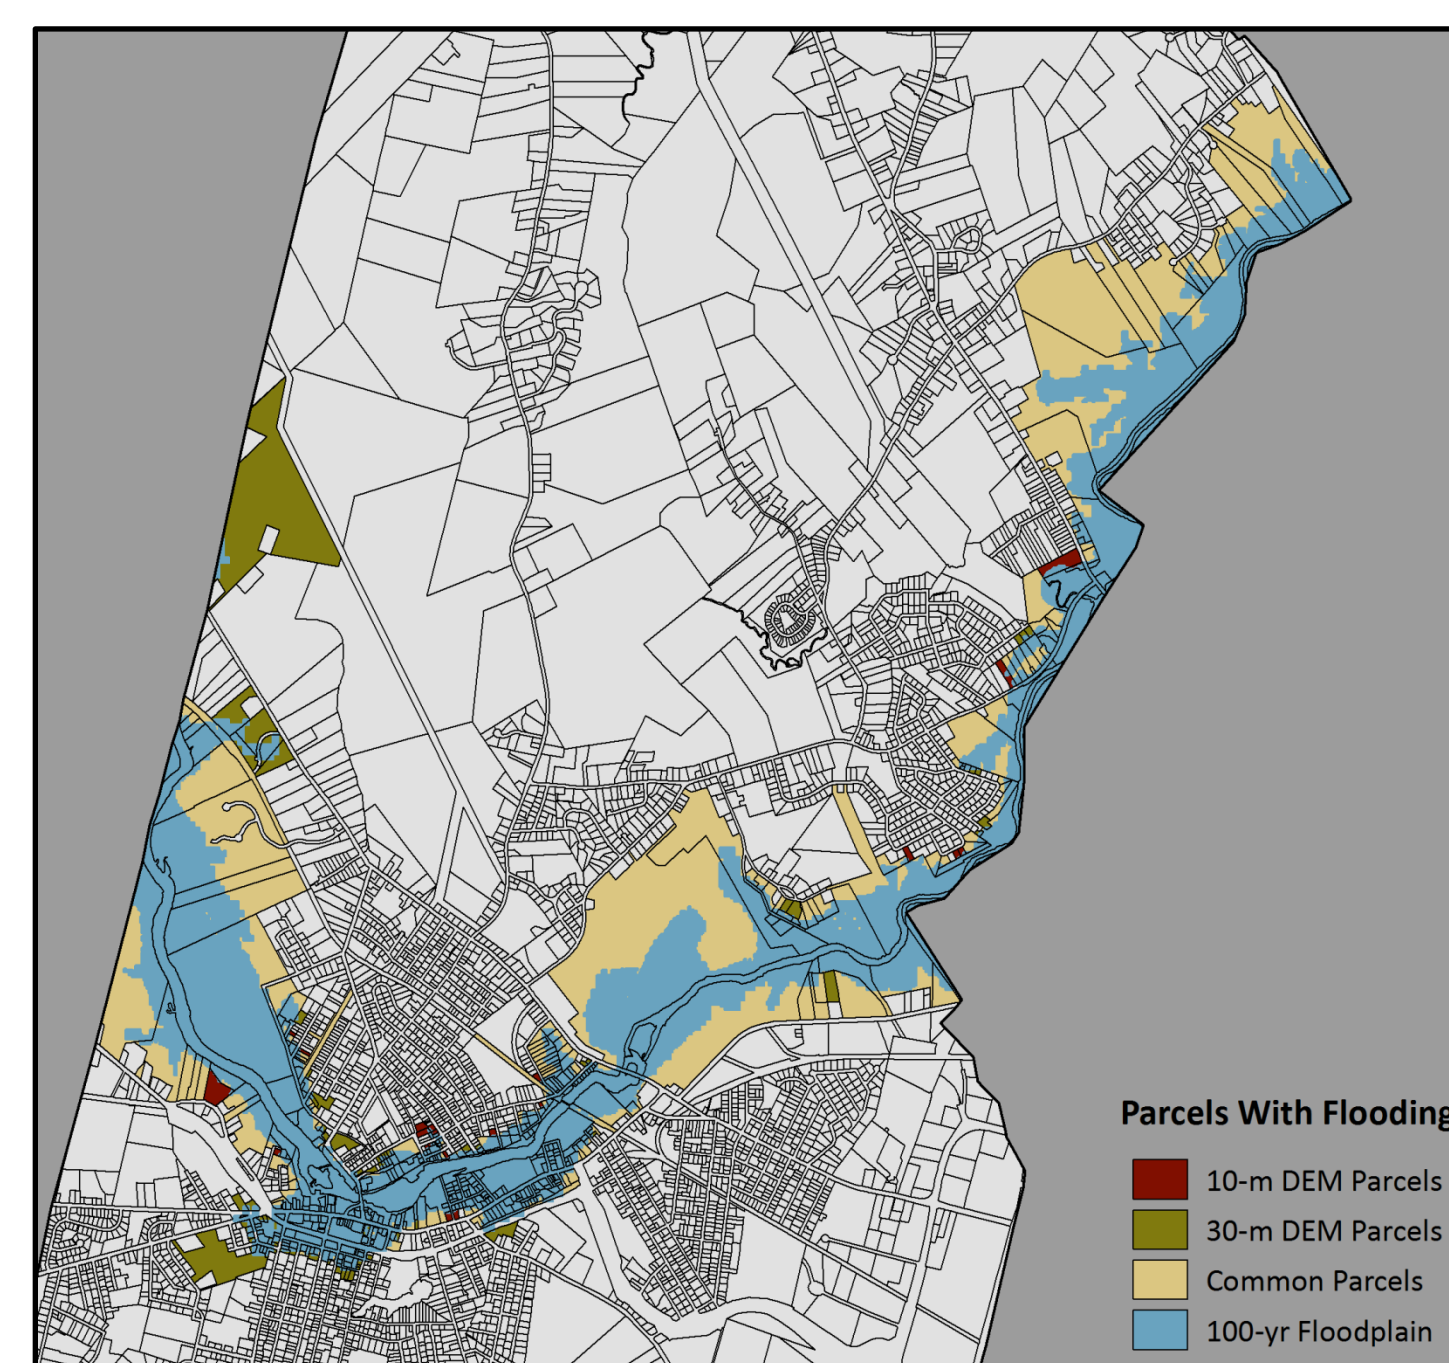 Parcels With Flooding
10-m DEM Parcels
30-m DEM Parcels
Common Parcels
100-yr Floodplain